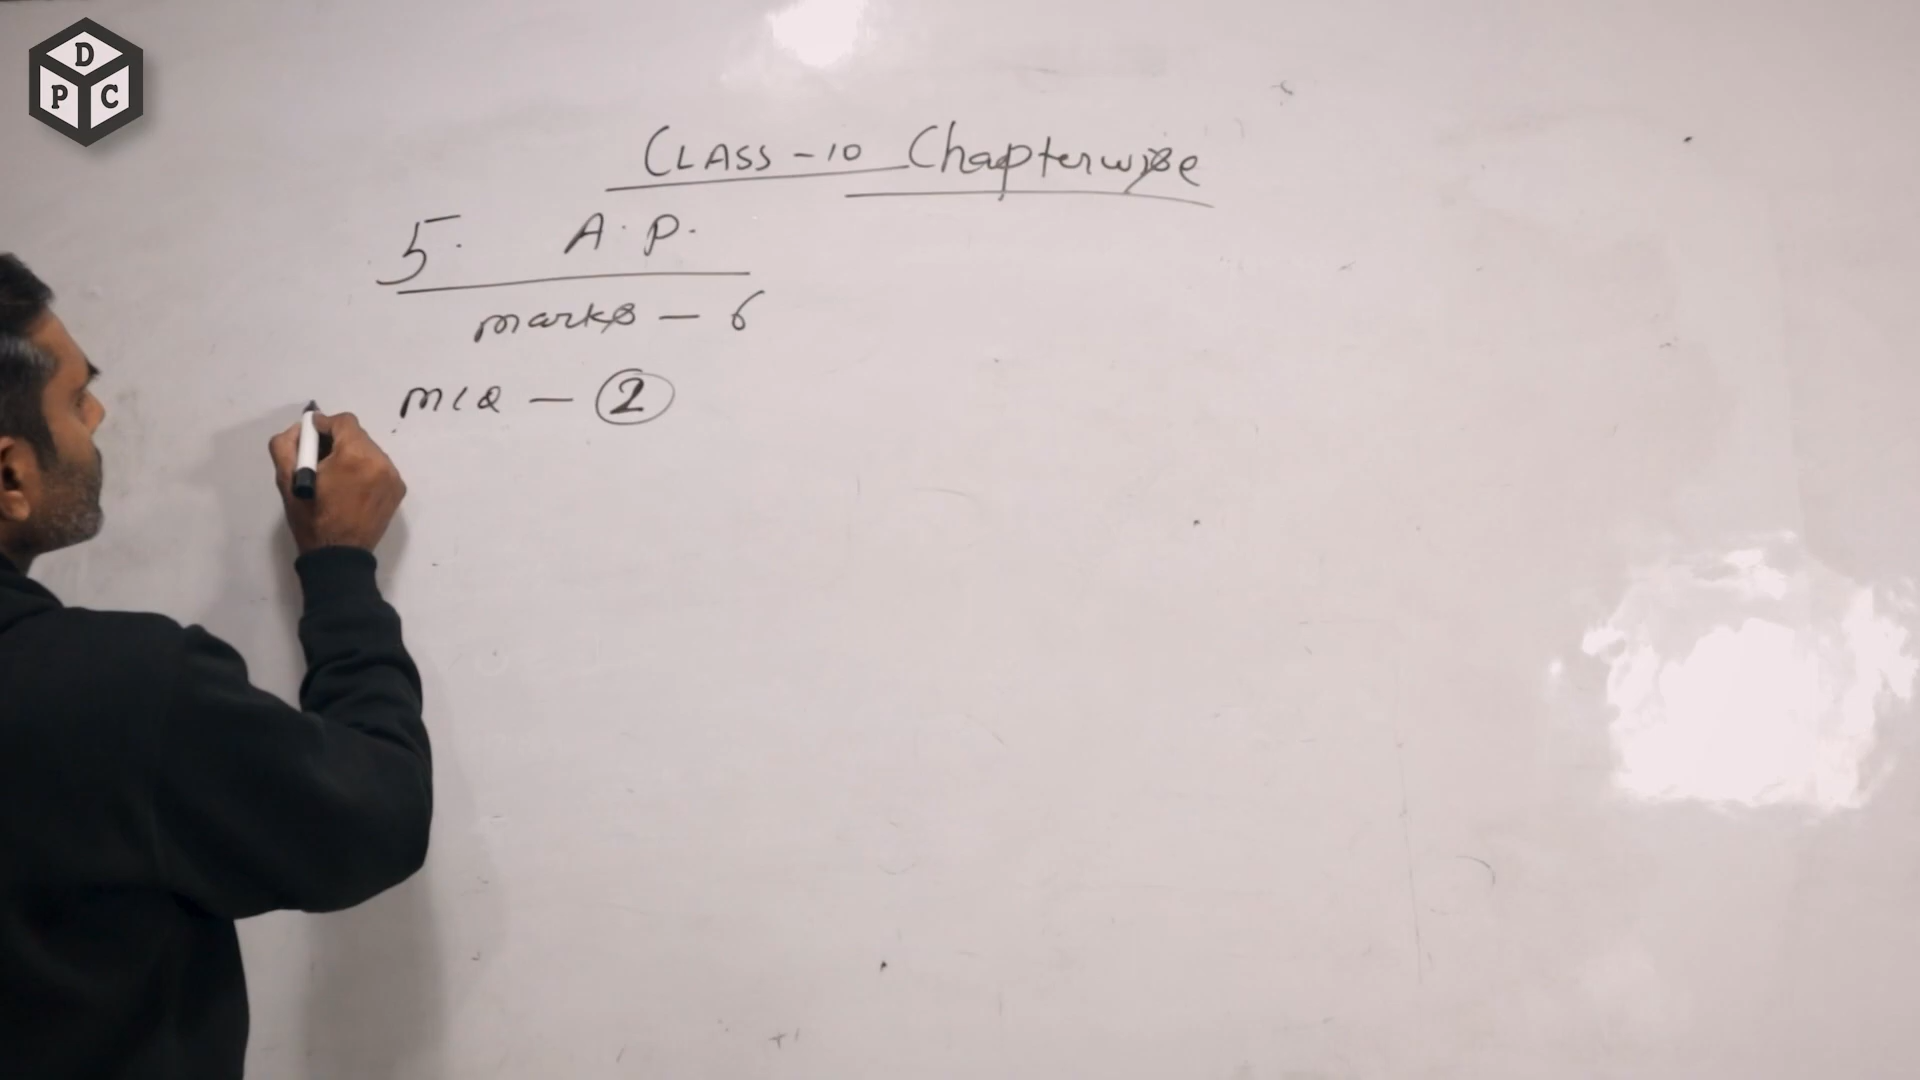 D
P C
CLASS-10 Chapterwise
5. A.P.
marks - 6
MCQ - 2